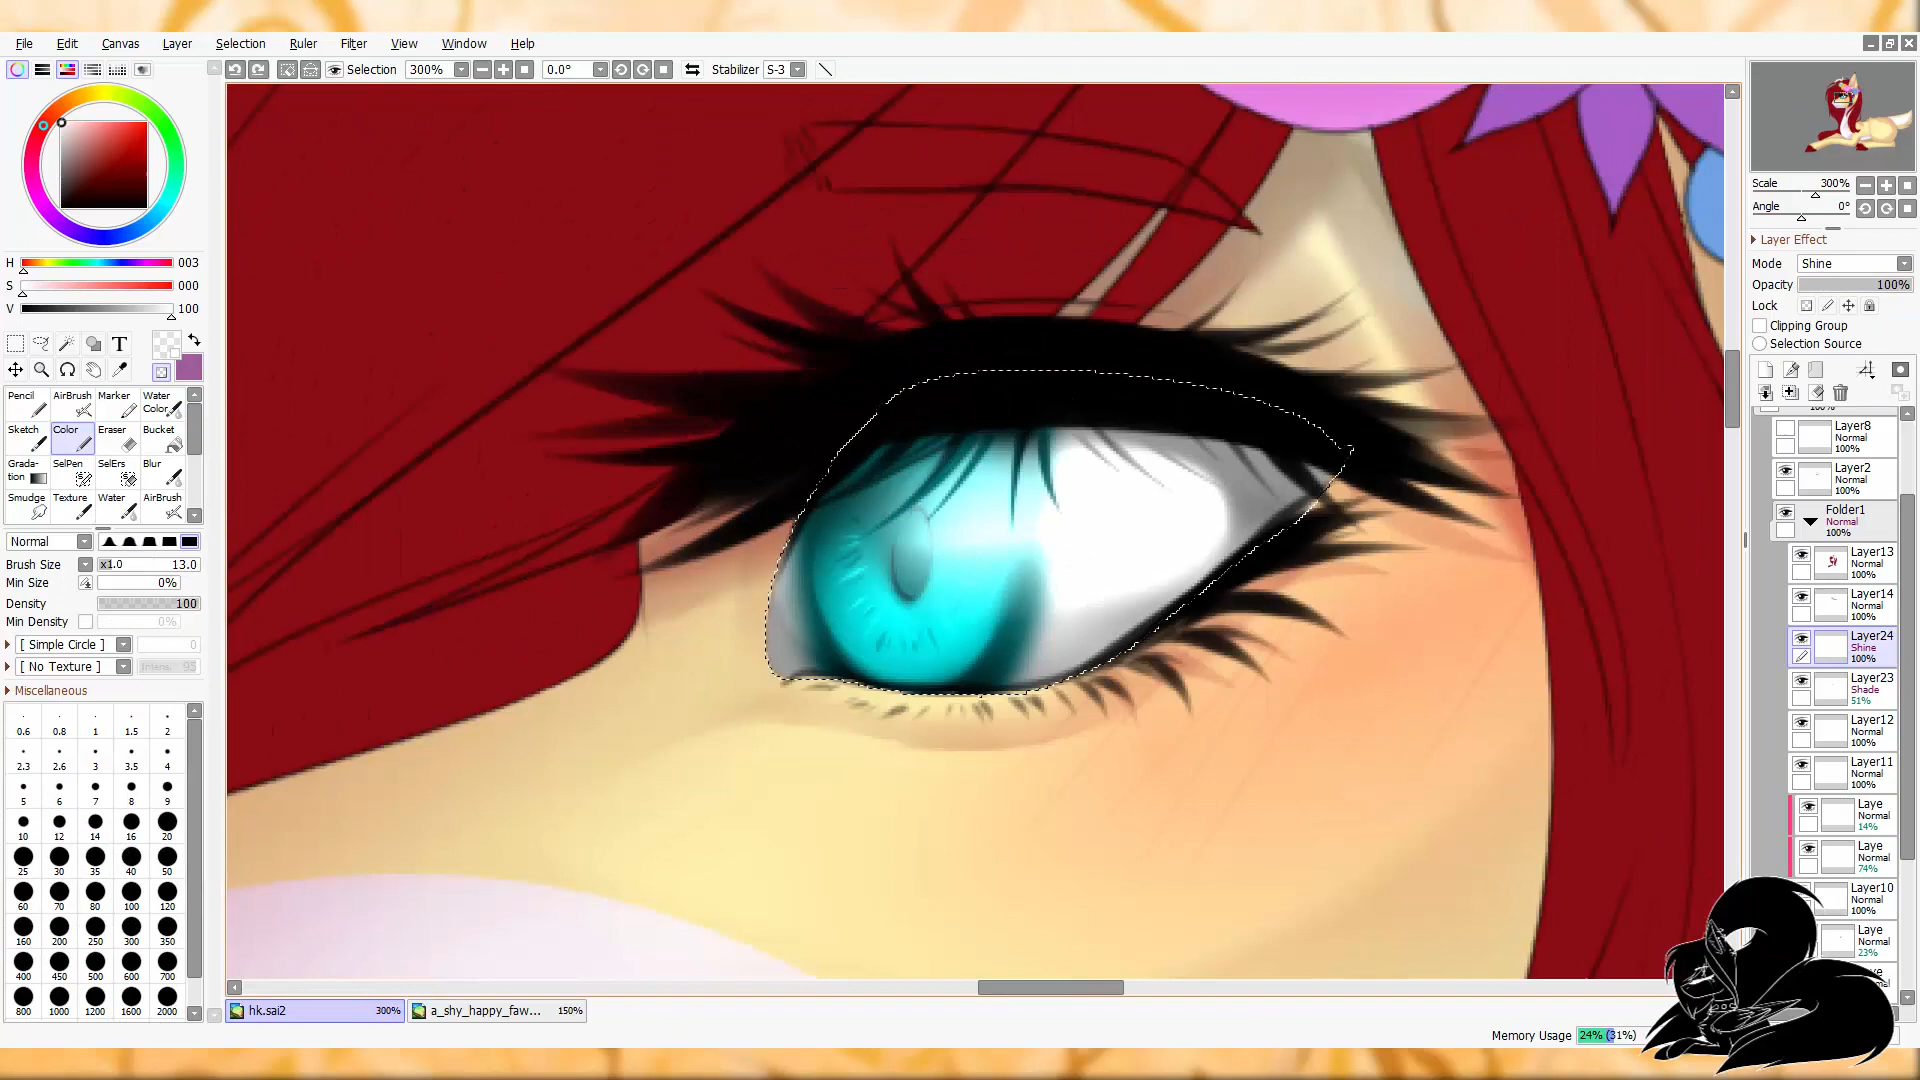 File Edit Canvas Layer Selection Ruler Filter View Window Help
Selection 300% 0.0° Stabilizer S-3
H 003
S 000
V 100
T
Pencil AirBrush Marker Water Color
Sketch Color Eraser Bucket
Gradation SelPen SelErs Blur
Smudge Texture Water AirBrush
Normal
Brush Size x1.0 13.0
Min Size 0%
Density 100
Min Density 0%
[ Simple Circle ] 0
[ No Texture ] 95
Miscellaneous
0.6 0.8 1 1.5 2
2.3 2.6 3 3.5 4
5 6 7 8 9
10 12 14 16 20
25 30 35 40 50
60 70 80 100 120
160 200 250 300 350
400 450 500 600 700
800 1000 1200 1600 2000
hk.sai2 300% a_shy_happy_faw... 150%
Scale 300%
Angle 0°
Layer Effect
Mode Shine
Opacity 100%
Lock
Clipping Group
Selection Source
100%
Layer8
Normal
100%
Layer2
Normal
100%
Folder1
Normal
100%
Layer13
Normal
100%
Layer14
Normal
100%
Layer24
Shine
100%
Layer23
Shade
51%
Layer12
Normal
100%
Layer11
Normal
100%
Laye
Normal
14%
Laye
Normal
74%
Layer10
Normal
100%
Laye
Normal
23%
Memory Usage 24% (31%)